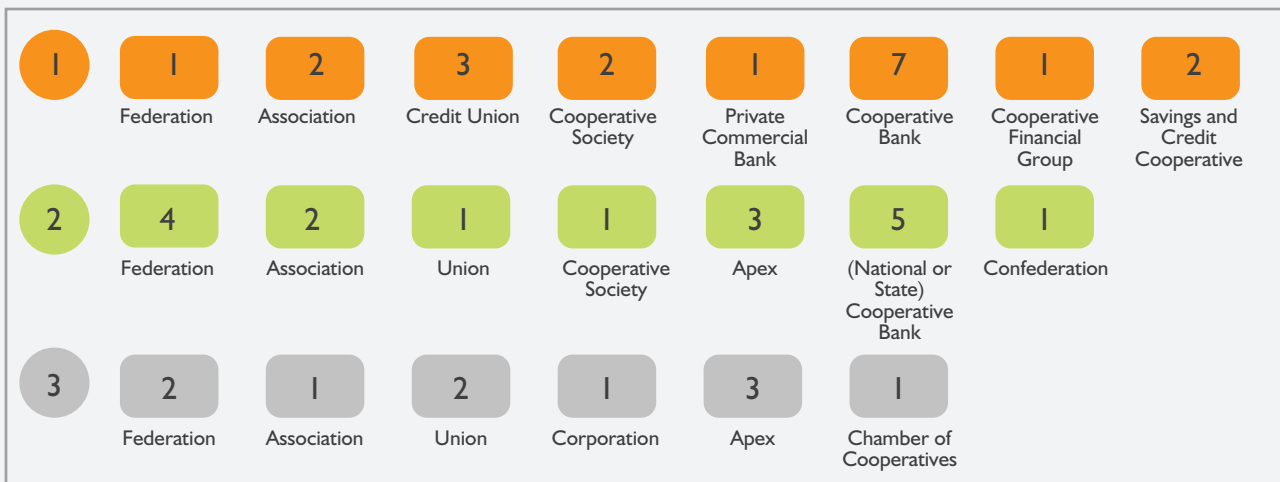 1 1 2 3 2 1 7 1 2
Federation Association Credit Union Cooperative Society Private Commercial Bank Cooperative Bank Cooperative Financial Group Savings and Credit Cooperative
2 4 2 1 1 3 5 1
Federation Association Union Cooperative Society Apex (National or State) Cooperative Bank Confederation
3 2 1 2 1 3 1
Federation Association Union Corporation Apex Chamber of Cooperatives